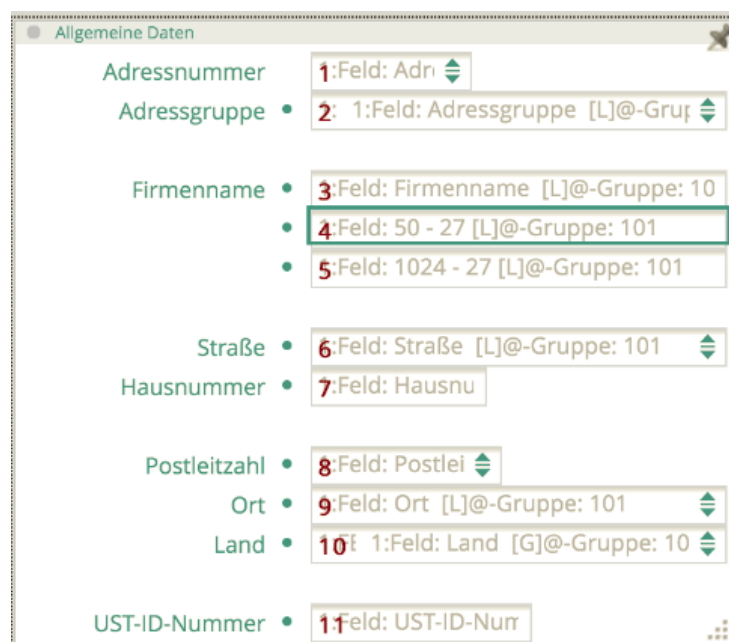 Allgemeine Daten
Adressnummer 1:Feld: Adr
Adressgruppe • 2: 1:Feld: Adressgruppe [L]@-Grup
Firmenname • 3:Feld: Firmenname [L]@-Gruppe: 10
• 4:Feld: 50 - 27 [L]@-Gruppe: 101
• 5:Feld: 1024 - 27 [L]@-Gruppe: 101
Straße • 6:Feld: Straße [L]@-Gruppe: 101
Hausnummer • 7:Feld: Hausnu
Postleitzahl • 8:Feld: Postlei
Ort • 9:Feld: Ort [L]@-Gruppe: 101
Land • 10 1:Feld: Land [G]@-Gruppe: 10
UST-ID-Nummer • 11:Feld: UST-ID-Num